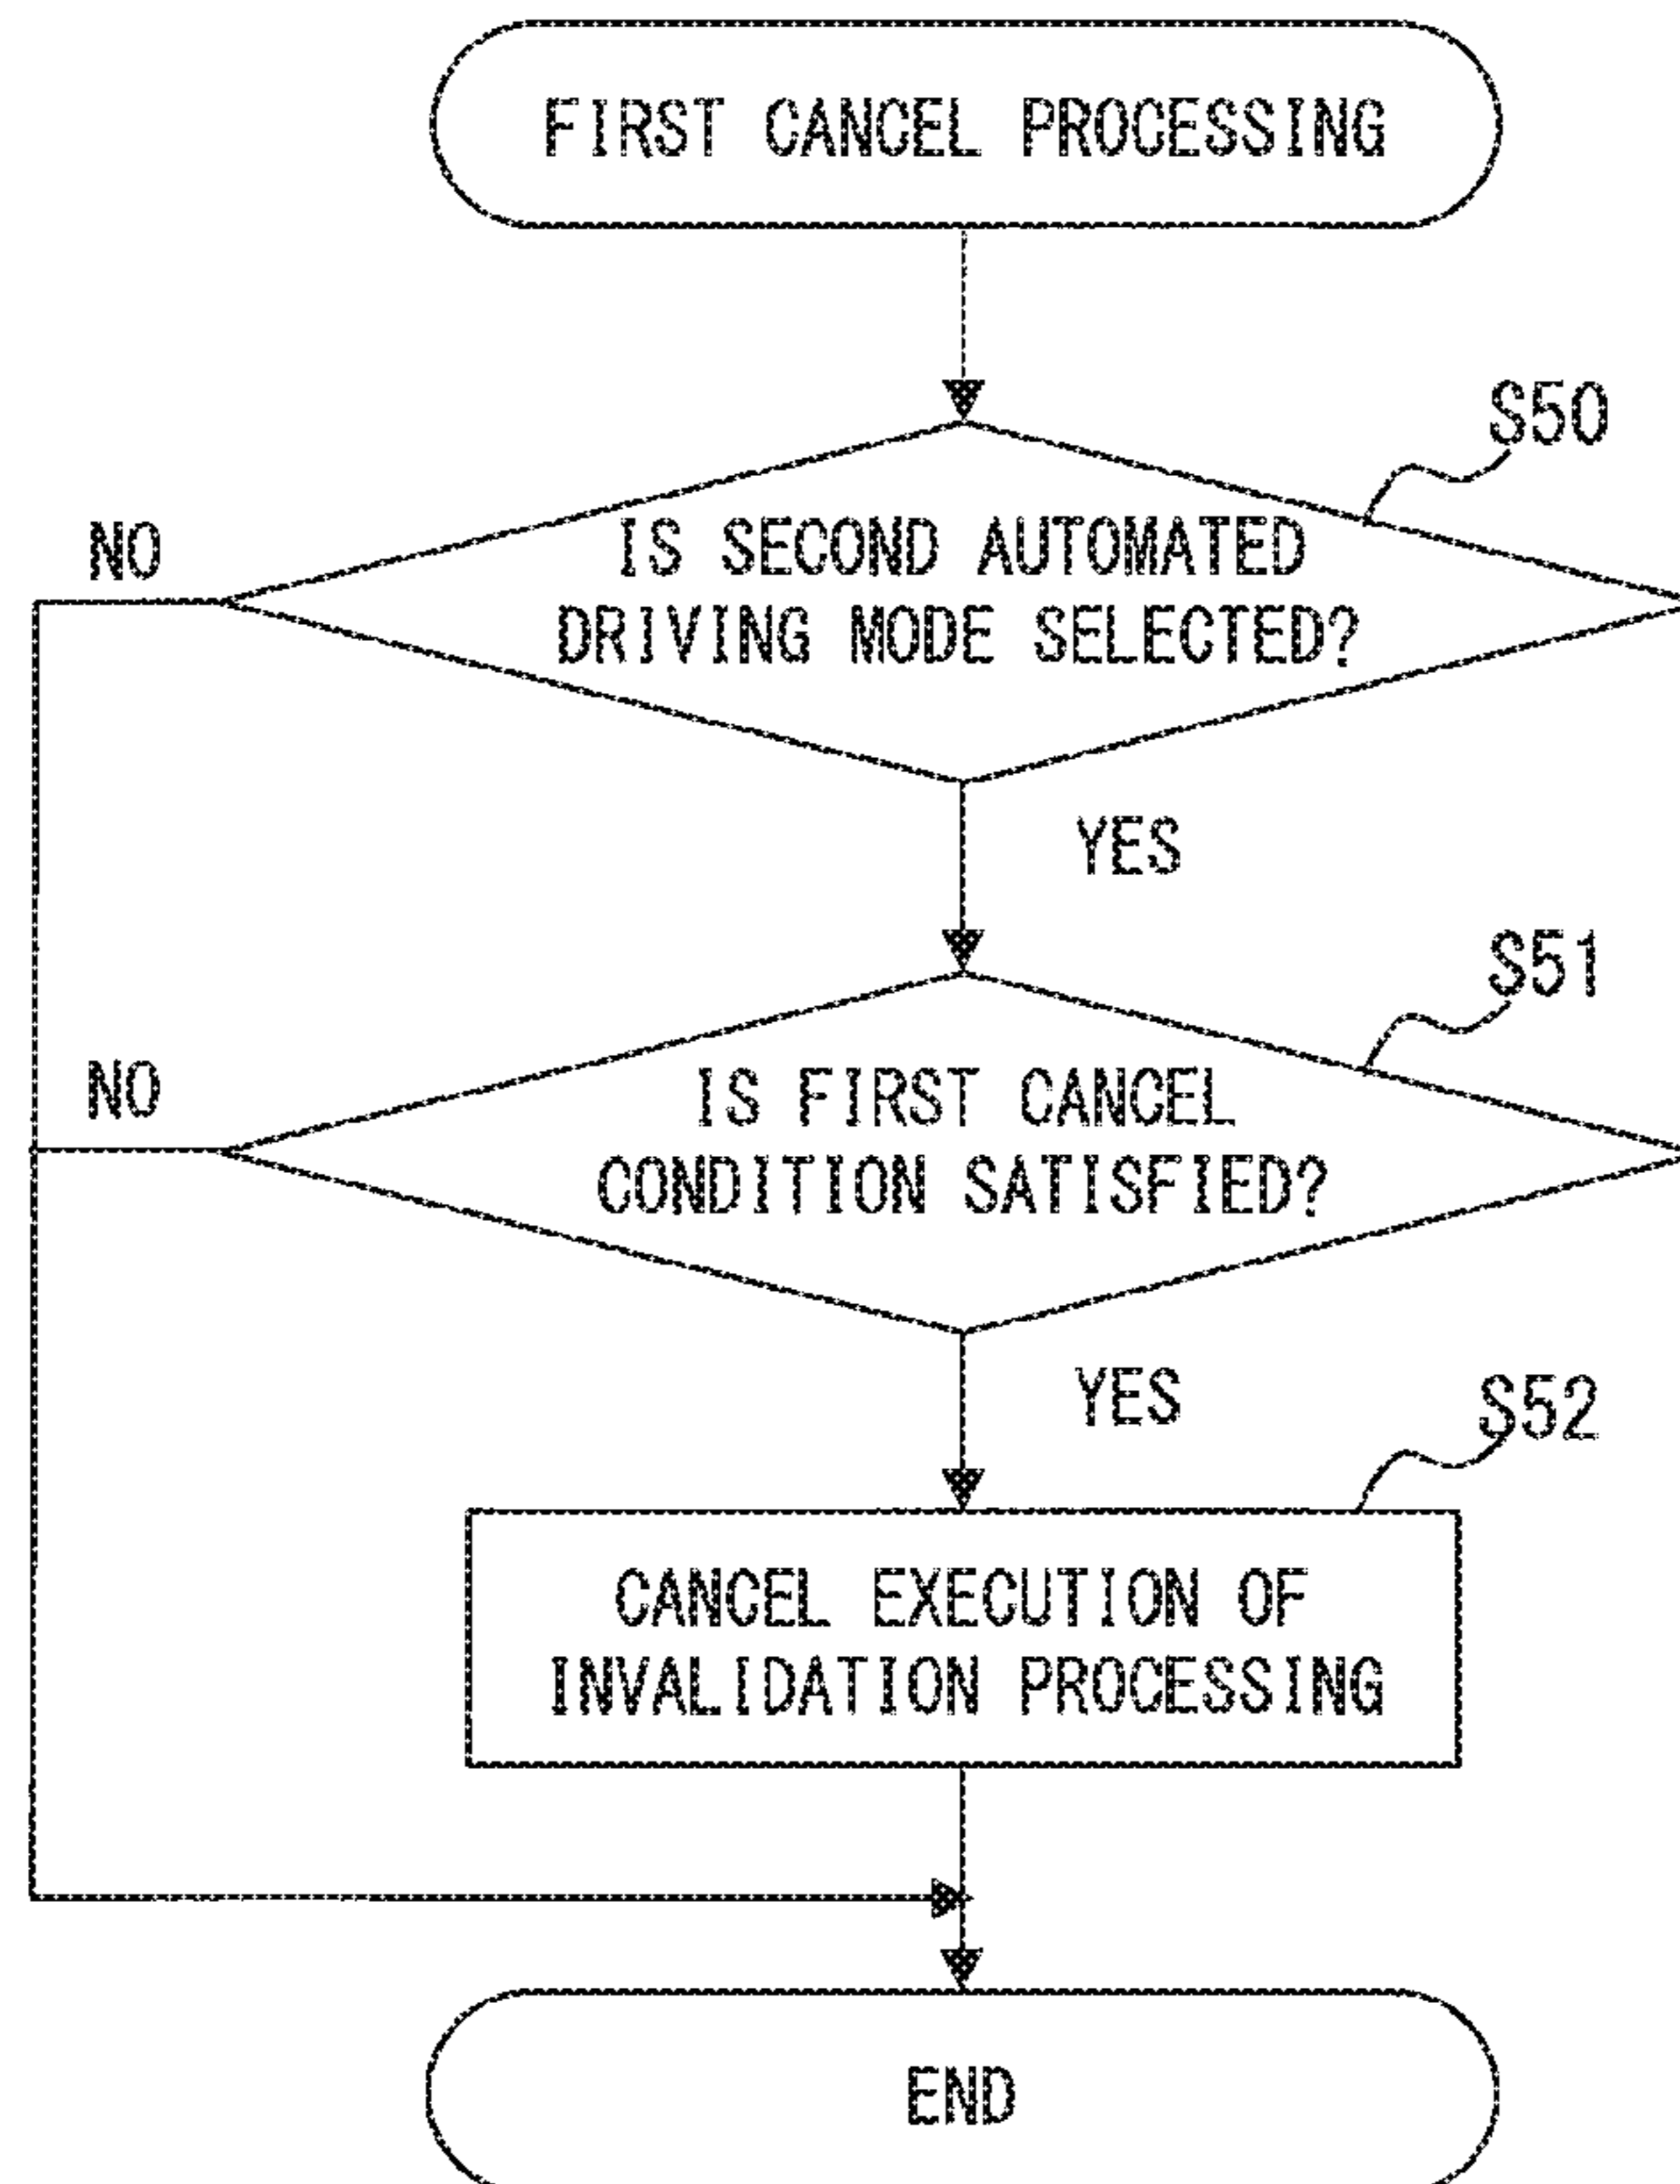 FIRST CANCEL PROCESSING
S50
NO
IS SECOND AUTOMATED
DRIVING MODE SELECTED?
YES
S51
NO
IS FIRST CANCEL
CONDITION SATISFIED?
YES
S52
CANCEL EXECUTION OF
INVALIDATION PROCESSING
END